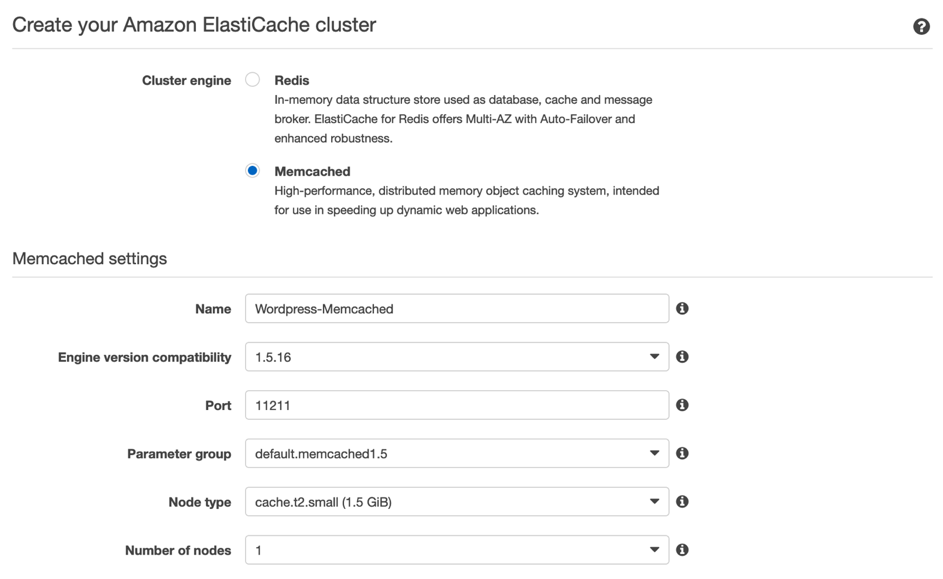 Create your Amazon ElastiCache cluster
Cluster engine
Redis
In-memory data structure store used as database, cache and message
broker. ElastiCache for Redis offers Multi-AZ with Auto-Failover and
enhanced robustness.
Memcached
High-performance, distributed memory object caching system, intended
for use in speeding up dynamic web applications.
Memcached settings
Name Wordpress-Memcached
Engine version compatibility 1.5.16
Port 11211
Parameter group default.memcached1.5
Node type cache.t2.small (1.5 GiB)
Number of nodes 1